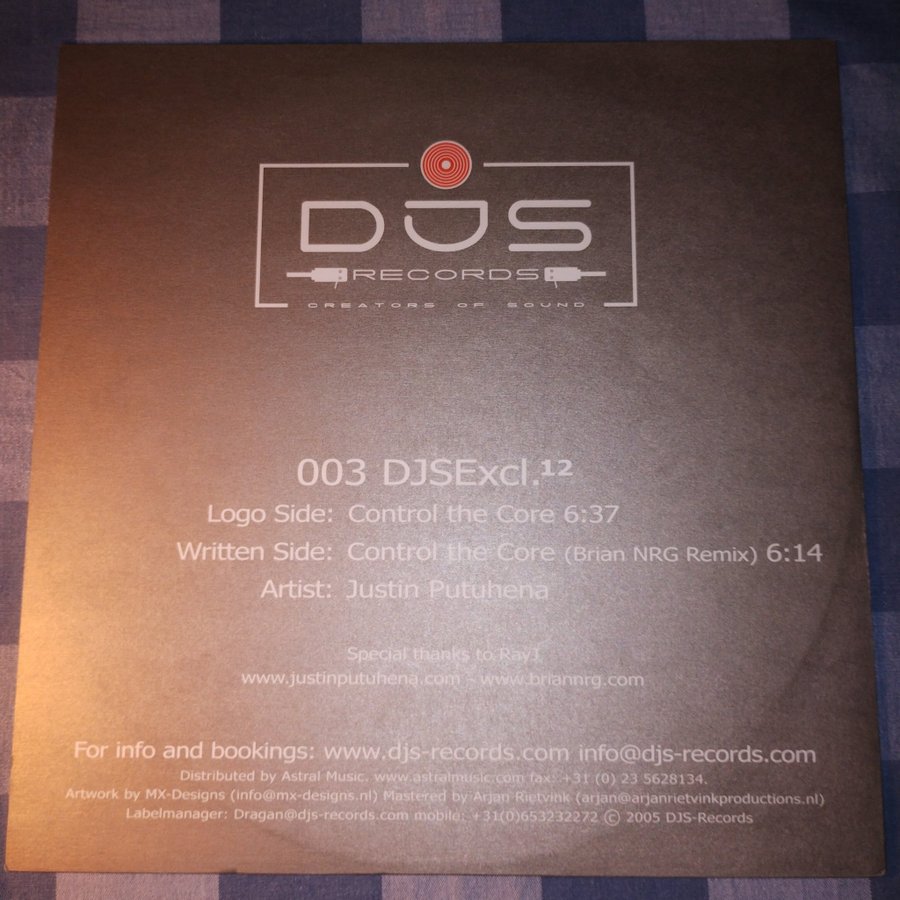 DJS
RECORDS
CREATORS OF SOUND
003 DJSExcl.¹²
Logo Side: Control the Core 6:37
Written Side: Control the Core (Brian NRG Remix) 6:14
Artist: Justin Putuhena
Special thanks to RayJ
www.justinputuhena.com - www.briannrg.com
For info and bookings: www.djs-records.com info@djs-records.com
Distributed by Astral Music. www.astralmusic.com fax: +31 (0) 23 5628134.
Artwork by MX-Designs (info@mx-designs.nl) Mastered by Arjan Rietvink (arjan@arjanrietvinkproductions.nl)
Labelmanager: Dragan@djs-records.com mobile: +31(0)653232272 © 2005 DJS-Records